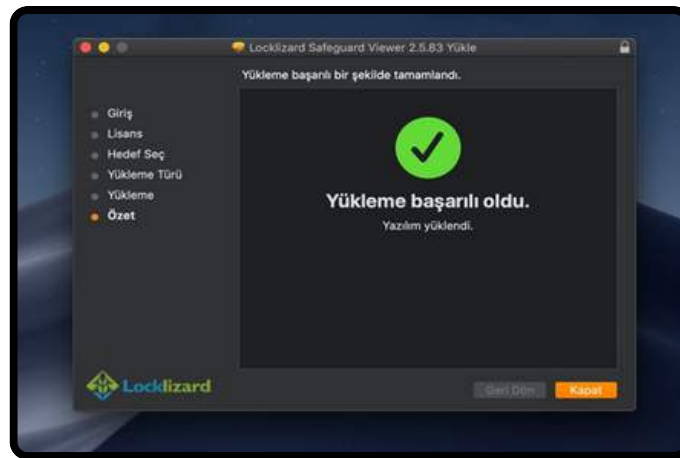 Locklizard Safeguard Viewer 2.5.83 Yükle
Yükleme başarılı bir şekilde tamamlandı.
Giriş
Lisans
Hedef Seç
Yükleme Türü
Yükleme
Özet
Yükleme başarılı oldu.
Yazılım yüklendi.
Locklizard
Geri Dön
Kapat